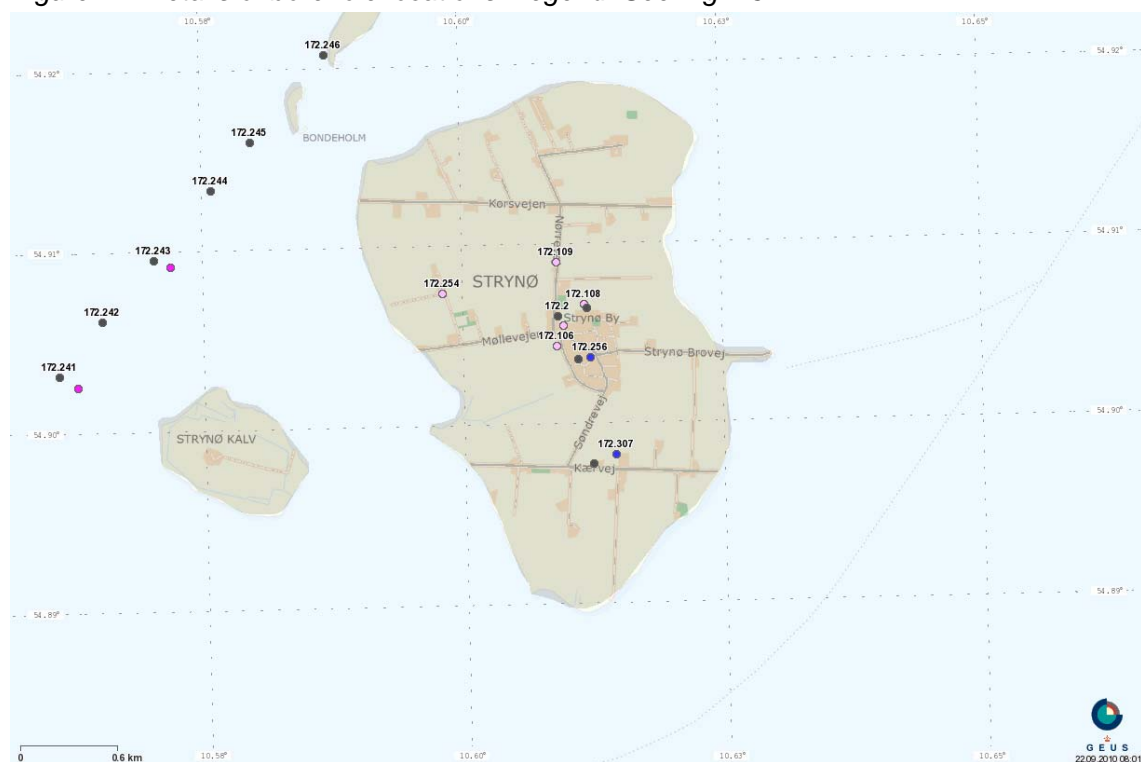 10.58° 10.60° 10.63° 10.65°
172.246
54.92° 54.92°
172.245
BONDEHOLM
172.244
Korsvejen
172.243
172.109
54.91° 54.91°
172.254
STRYNØ
172.108
172.2
Strynø By
172.242
172.106
Møllevejen
172.256
Strynø Brovej
172.241
54.90° 54.90°
STRYNØ KALV
Søndrevej
172.307
Kærvej
54.89° 54.89°
10.58° 10.60° 10.63° 10.65°
0 0.6 km
GEUS
22.09.2010 08:01